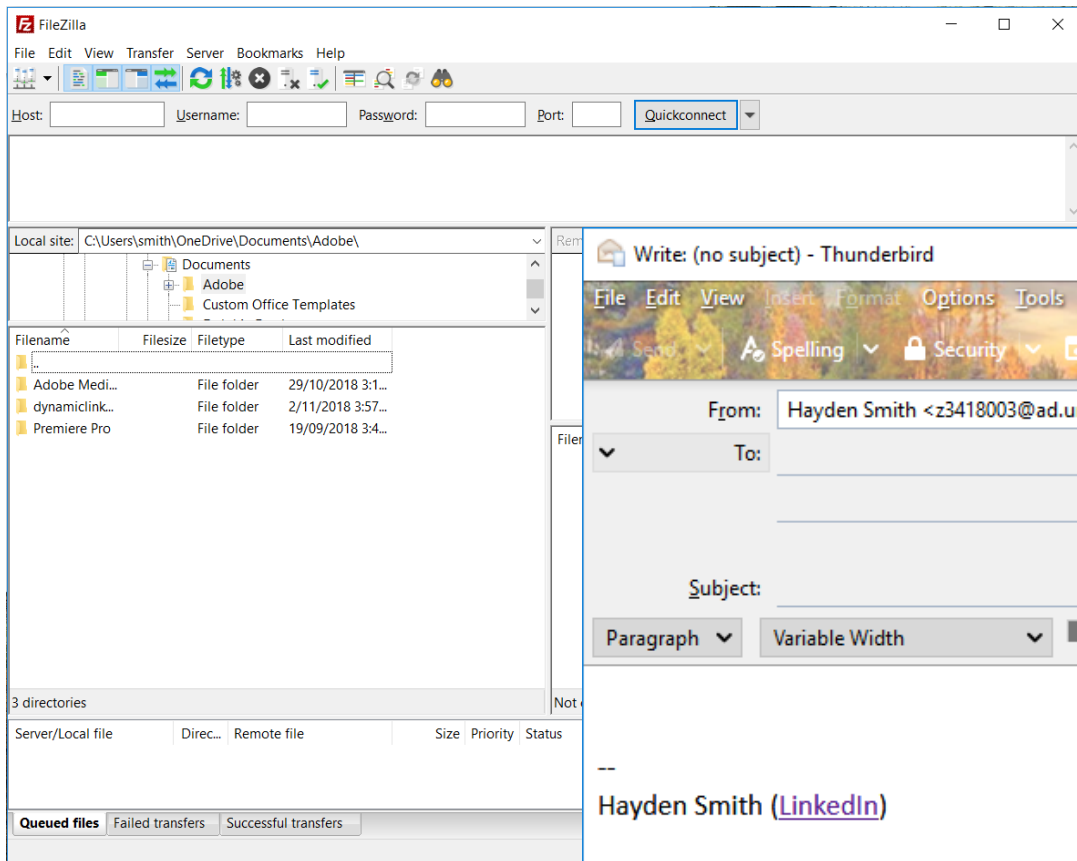 FileZilla
File Edit View Transfer Server Bookmarks Help
Host: Username: Password: Port: Quickconnect
Local site: C:\Users\smith\OneDrive\Documents\Adobe\
Documents
Adobe
Custom Office Templates
Filename Filesize Filetype Last modified
..
Adobe Medi... File folder 29/10/2018 3:1...
dynamiclink... File folder 2/11/2018 3:57...
Premiere Pro File folder 19/09/2018 3:4...
3 directories
Server/Local file Direc... Remote file Size Priority Status
Queued files Failed transfers Successful transfers
Rem
Filen
Not
Write: (no subject) - Thunderbird
File Edit View Insert Format Options Tools
Send Spelling Security
From: Hayden Smith <z3418003@ad.u
To:
Subject:
Paragraph Variable Width
--
Hayden Smith (LinkedIn)